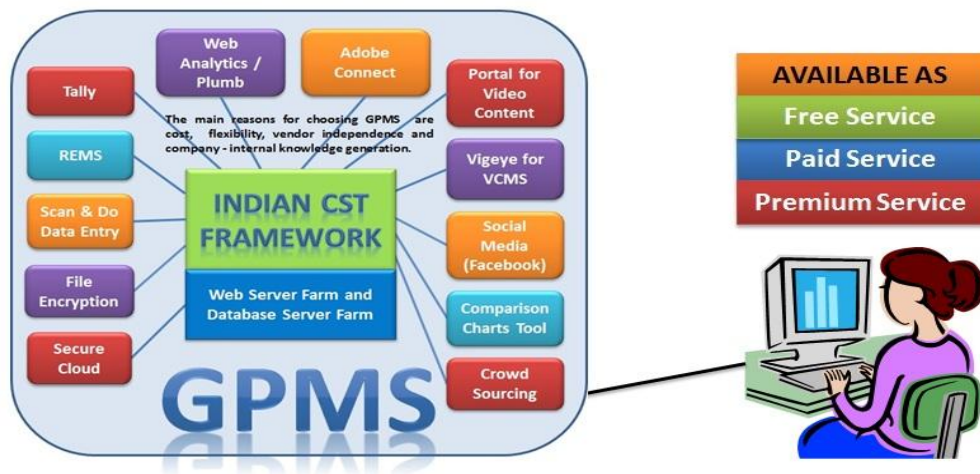 Web
Analytics /
Plumb
Adobe
Connect
Tally
Portal for
Video
Content
The main reasons for choosing GPMS are
cost, flexibility, vendor independence and
company - internal knowledge generation.
REMS
Vigeye for
VCMS
Scan & Do
Data Entry
INDIAN CST
FRAMEWORK
Social
Media
(Facebook)
File
Encryption
Web Server Farm and
Database Server Farm
Comparison
Charts Tool
Secure
Cloud
Crowd
Sourcing
GPMS
AVAILABLE AS
Free Service
Paid Service
Premium Service